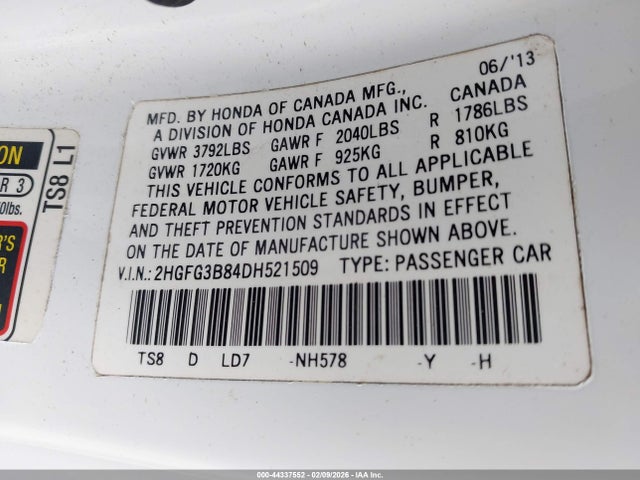 06/'13
MFD. BY HONDA OF CANADA MFG., CANADA
A DIVISION OF HONDA CANADA INC.
GVWR 3792LBS GAWR F 2040LBS R 1786LBS
GVWR 1720KG GAWR F 925KG R 810KG
THIS VEHICLE CONFORMS TO ALL APPLICABLE
FEDERAL MOTOR VEHICLE SAFETY, BUMPER,
AND THEFT PREVENTION STANDARDS IN EFFECT
ON THE DATE OF MANUFACTURE SHOWN ABOVE.
V.I.N.: 2HGFG3B84DH521509 TYPE: PASSENGER CAR
TS8 D LD7 -NH578 -Y -H
TS8 L1
ON
R 3
0lbs.
'S
R
000-44337552 - 02/09/2026 - IAA Inc.